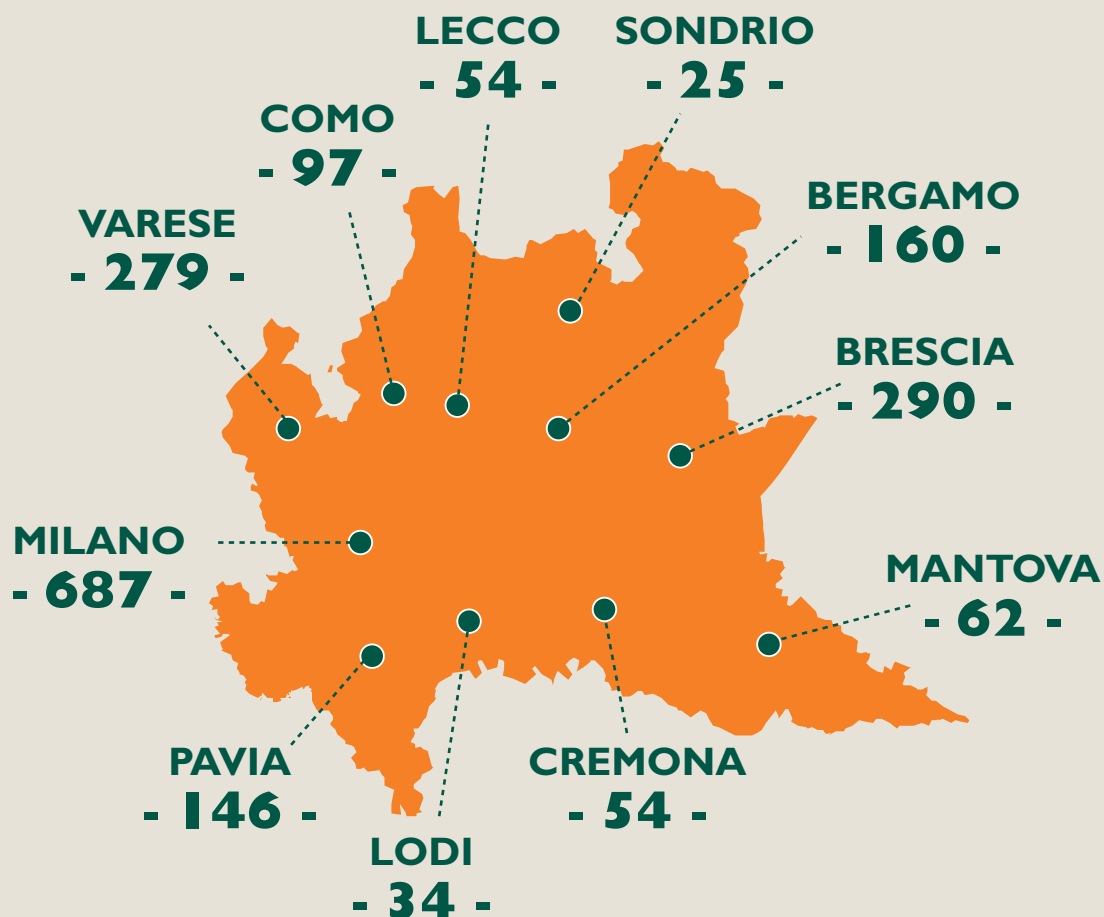 LECCO
- 54 -
SONDRIO
- 25 -
COMO
- 97 -
BERGAMO
- 160 -
VARESE
- 279 -
BRESCIA
- 290 -
MILANO
- 687 -
MANTOVA
- 62 -
PAVIA
- 146 -
CREMONA
- 54 -
LODI
- 34 -